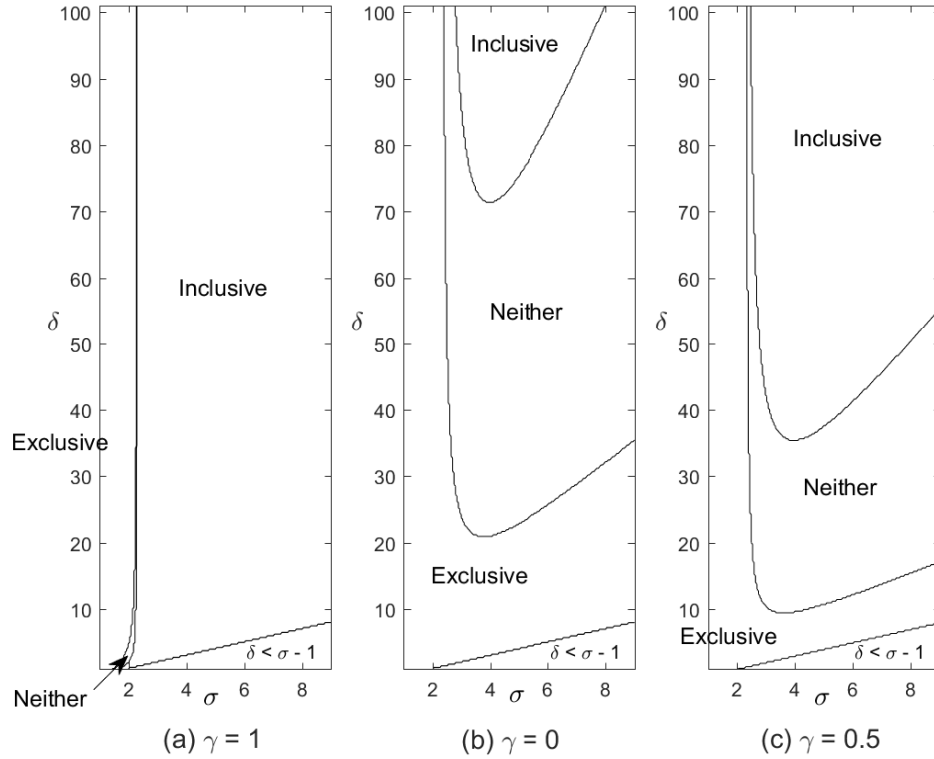 100
90
80
70
60
50
40
30
20
10
δ
Inclusive
Exclusive
Neither
2 4 6 8
σ
δ < σ - 1
(a) γ = 1
100
90
80
70
60
50
40
30
20
10
δ
Inclusive
Neither
Exclusive
δ < σ - 1
2 4 6 8
σ
(b) γ = 0
100
90
80
70
60
50
40
30
20
10
δ
Inclusive
Neither
Exclusive
δ < σ - 1
2 4 6 8
σ
(c) γ = 0.5